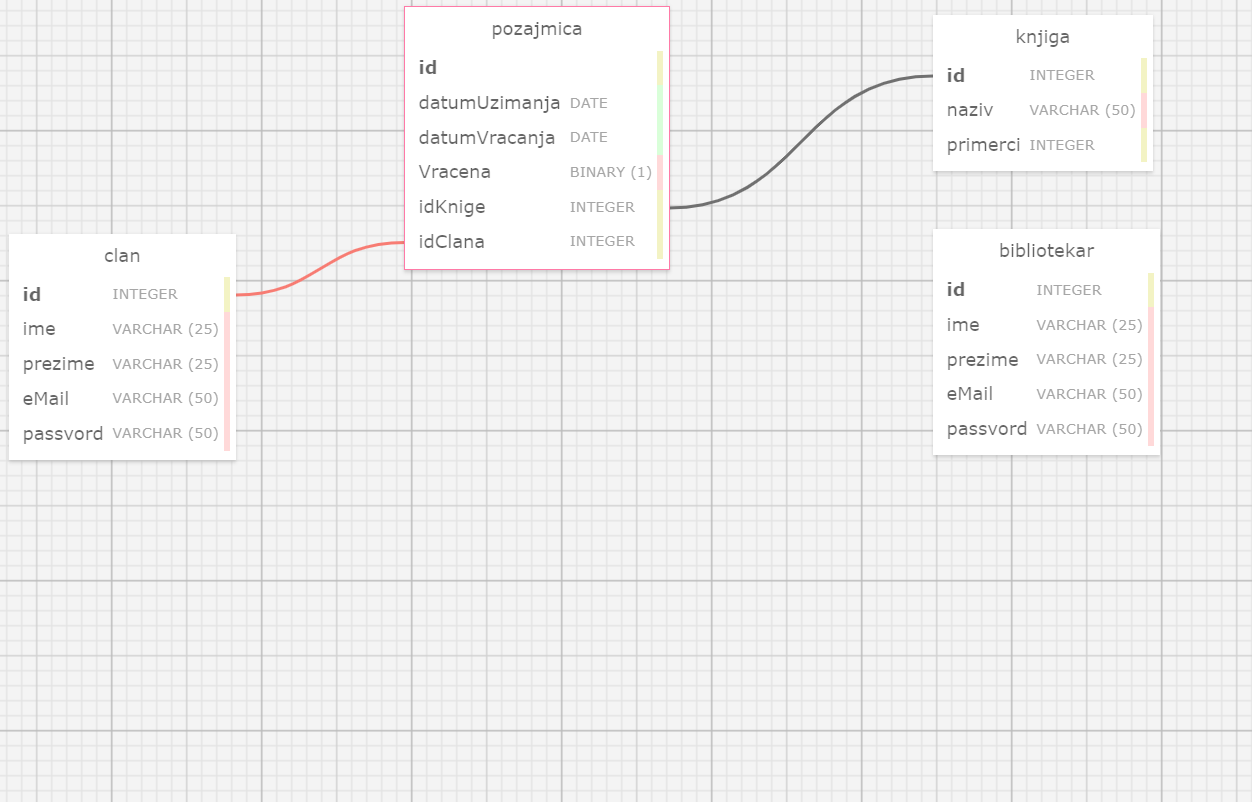 pozajmica
id
datumUzimanja DATE
datumVracanja DATE
Vracena BINARY (1)
idKnige INTEGER
idClana INTEGER
knjiga
id INTEGER
naziv VARCHAR (50)
primerci INTEGER
clan
id INTEGER
ime VARCHAR (25)
prezime VARCHAR (25)
eMail VARCHAR (50)
passvord VARCHAR (50)
bibliotekar
id INTEGER
ime VARCHAR (25)
prezime VARCHAR (25)
eMail VARCHAR (50)
passvord VARCHAR (50)